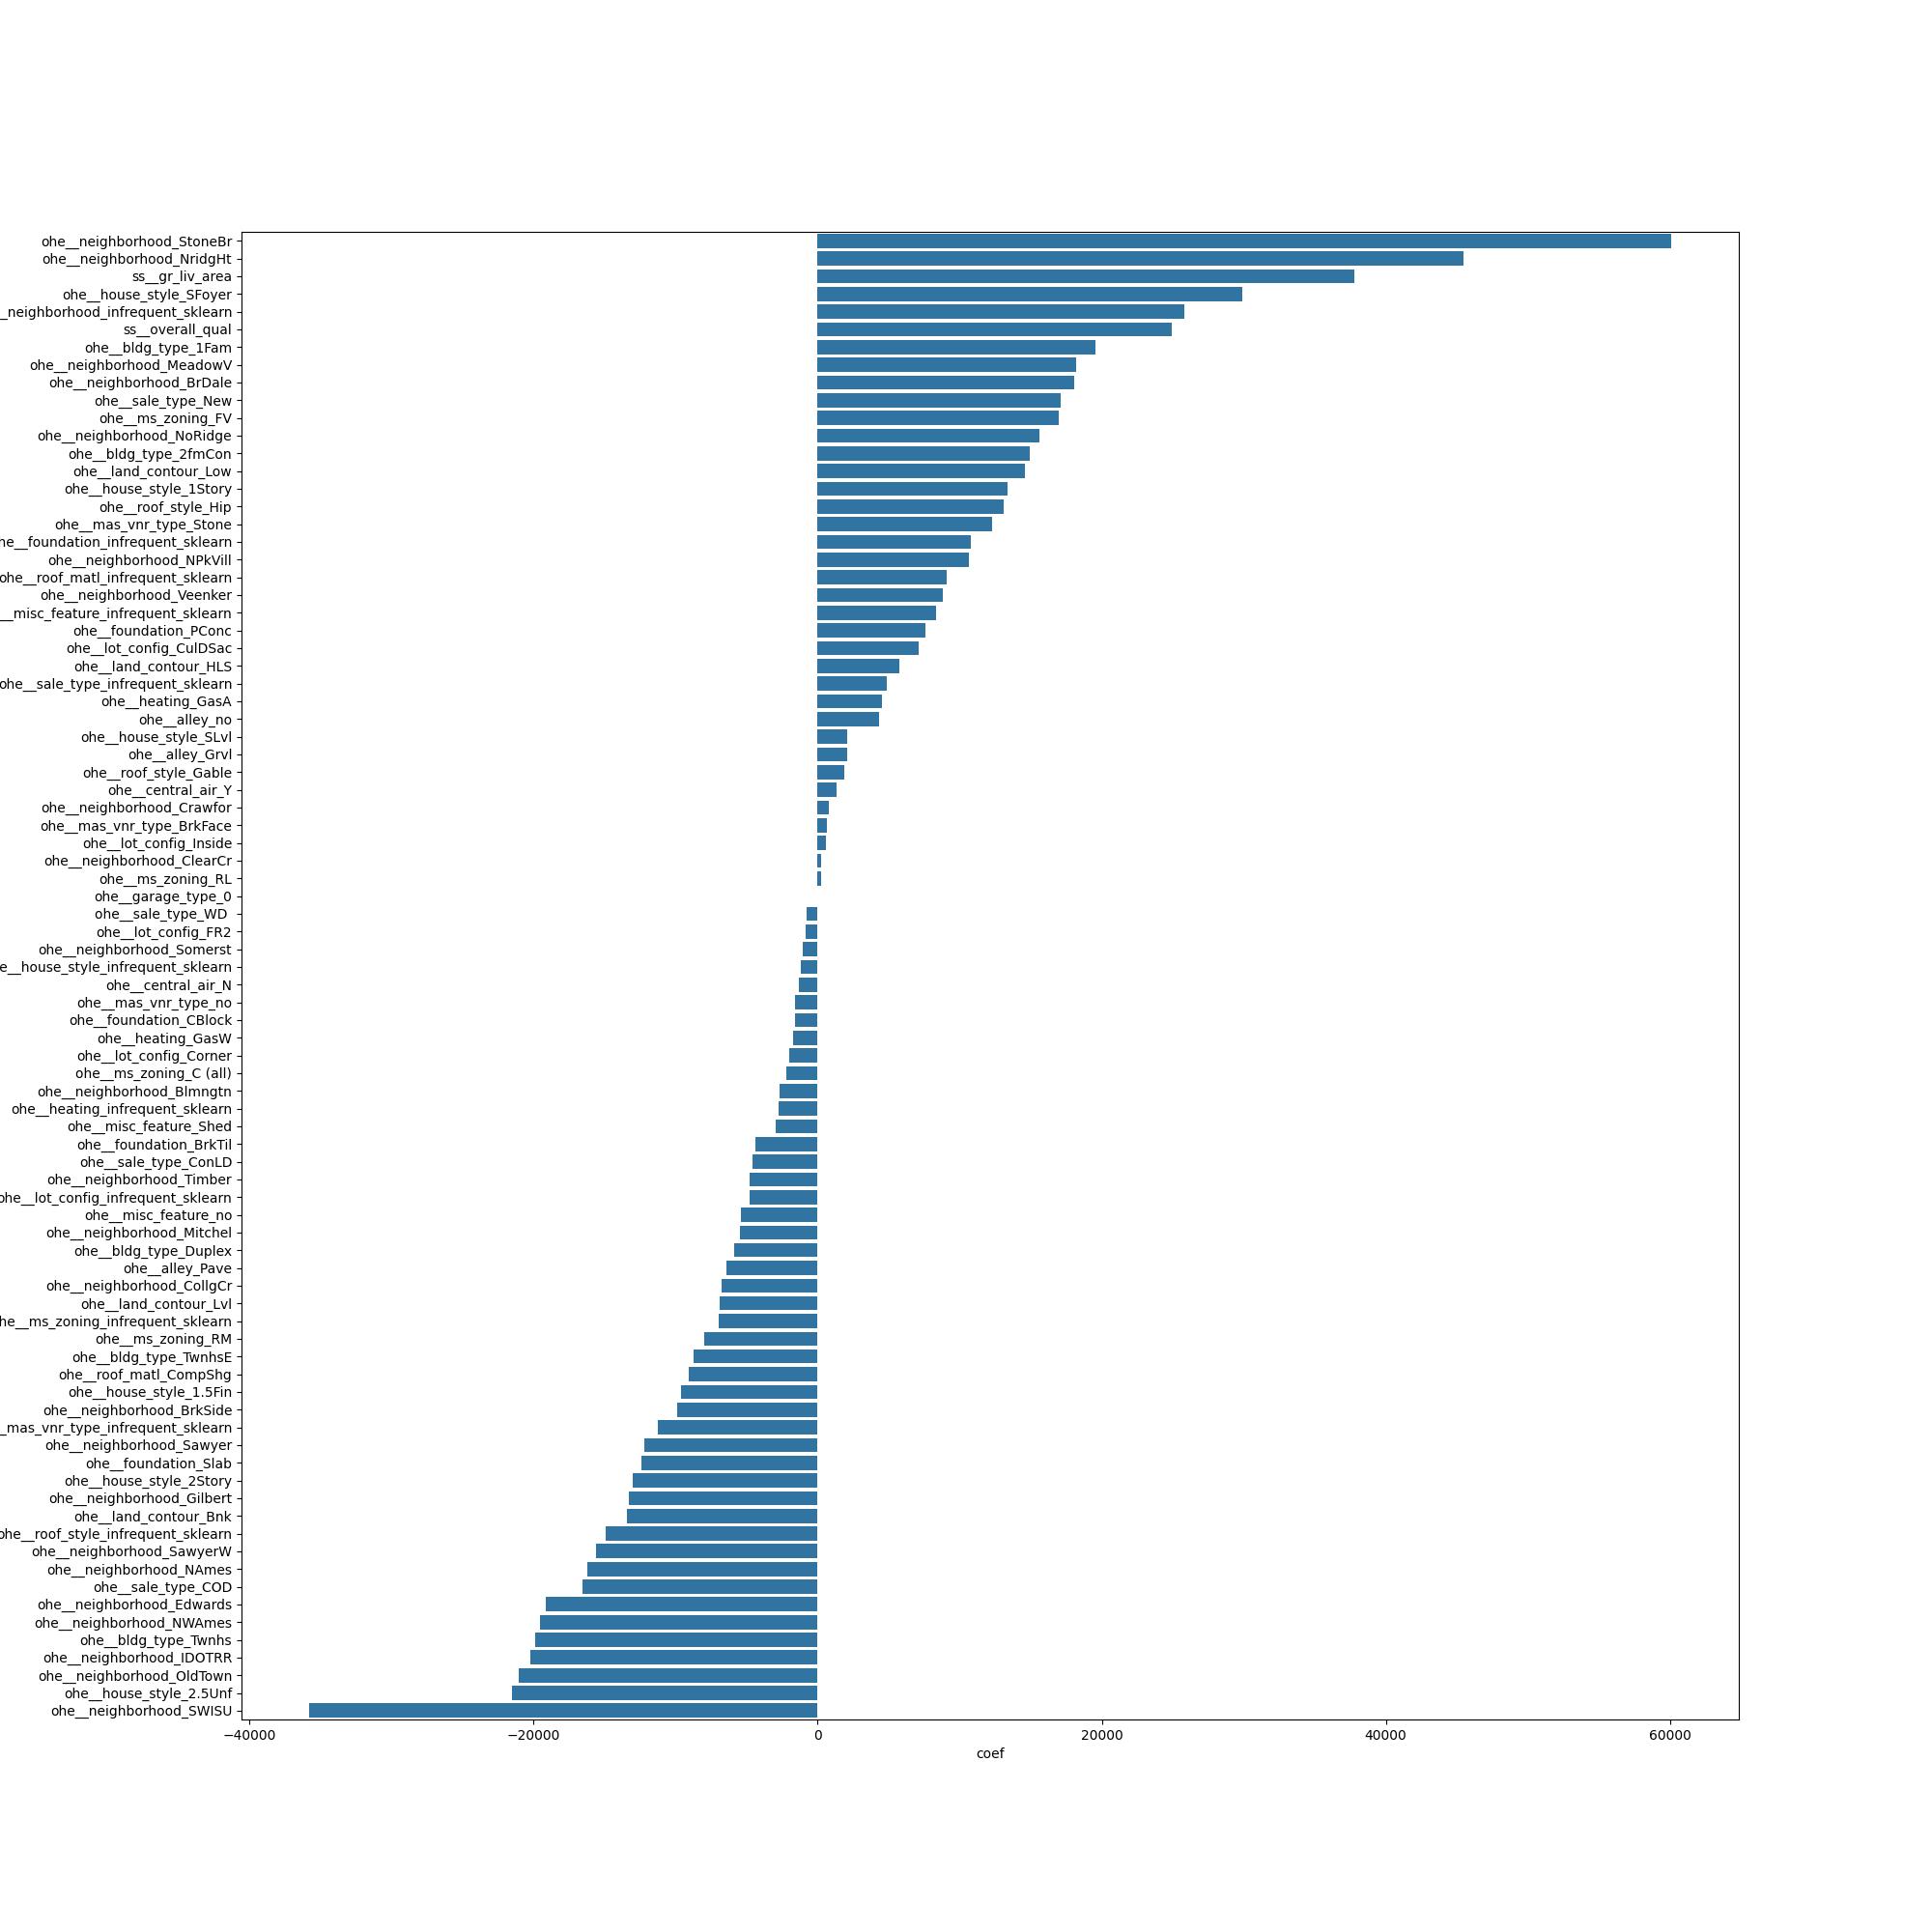 ohe__neighborhood_StoneBr
ohe__neighborhood_NridgHt
ss__gr_liv_area
ohe__house_style_SFoyer
_neighborhood_infrequent_sklearn
ss__overall_qual
ohe__bldg_type_1Fam
ohe__neighborhood_MeadowV
ohe__neighborhood_BrDale
ohe__sale_type_New
ohe__ms_zoning_FV
ohe__neighborhood_NoRidge
ohe__bldg_type_2fmCon
ohe__land_contour_Low
ohe__house_style_1Story
ohe__roof_style_Hip
ohe__mas_vnr_type_Stone
he__foundation_infrequent_sklearn
ohe__neighborhood_NPkVill
ohe__roof_matl_infrequent_sklearn
ohe__neighborhood_Veenker
__misc_feature_infrequent_sklearn
ohe__foundation_PConc
ohe__lot_config_CulDSac
ohe__land_contour_HLS
ohe__sale_type_infrequent_sklearn
ohe__heating_GasA
ohe__alley_no
ohe__house_style_SLvl
ohe__alley_Grvl
ohe__roof_style_Gable
ohe__central_air_Y
ohe__neighborhood_Crawfor
ohe__mas_vnr_type_BrkFace
ohe__lot_config_Inside
ohe__neighborhood_ClearCr
ohe__ms_zoning_RL
ohe__garage_type_0
ohe__sale_type_WD
ohe__lot_config_FR2
ohe__neighborhood_Somerst
e__house_style_infrequent_sklearn
ohe__central_air_N
ohe__mas_vnr_type_no
ohe__foundation_CBlock
ohe__heating_GasW
ohe__lot_config_Corner
ohe__ms_zoning_C (all)
ohe__neighborhood_Blmngtn
ohe__heating_infrequent_sklearn
ohe__misc_feature_Shed
ohe__foundation_BrkTil
ohe__sale_type_ConLD
ohe__neighborhood_Timber
ohe__lot_config_infrequent_sklearn
ohe__misc_feature_no
ohe__neighborhood_Mitchel
ohe__bldg_type_Duplex
ohe__alley_Pave
ohe__neighborhood_CollgCr
ohe__land_contour_Lvl
he__ms_zoning_infrequent_sklearn
ohe__ms_zoning_RM
ohe__bldg_type_TwnhsE
ohe__roof_matl_CompShg
ohe__house_style_1.5Fin
ohe__neighborhood_BrkSide
_mas_vnr_type_infrequent_sklearn
ohe__neighborhood_Sawyer
ohe__foundation_Slab
ohe__house_style_2Story
ohe__neighborhood_Gilbert
ohe__land_contour_Bnk
ohe__roof_style_infrequent_sklearn
ohe__neighborhood_SawyerW
ohe__neighborhood_NAmes
ohe__sale_type_COD
ohe__neighborhood_Edwards
ohe__neighborhood_NWAmes
ohe__bldg_type_Twnhs
ohe__neighborhood_IDOTRR
ohe__neighborhood_OldTown
ohe__house_style_2.5Unf
ohe__neighborhood_SWISU
−40000 −20000 0 20000 40000 60000
coef